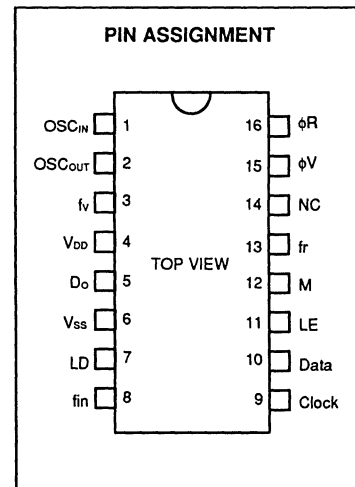 PIN ASSIGNMENT
OSCIN 1 16 ϕR
OSCOUT 2 15 ϕV
fv 3 14 NC
VDD 4 13 fr
TOP VIEW
Do 5 12 M
Vss 6 11 LE
LD 7 10 Data
fin 8 9 Clock